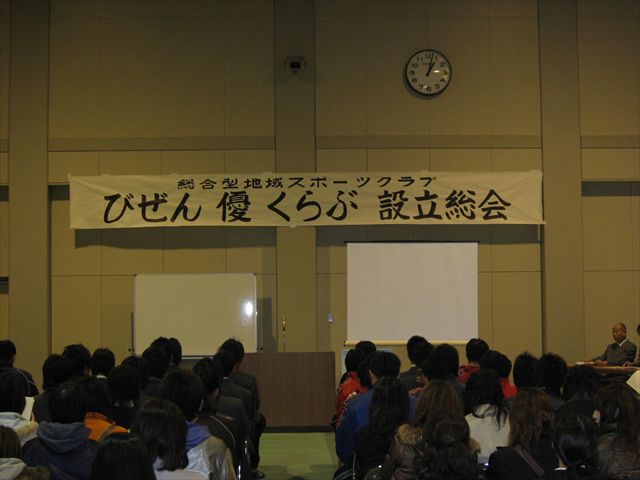 総合型地域スポーツクラブ
びぜん 優 くらぶ 設立総会